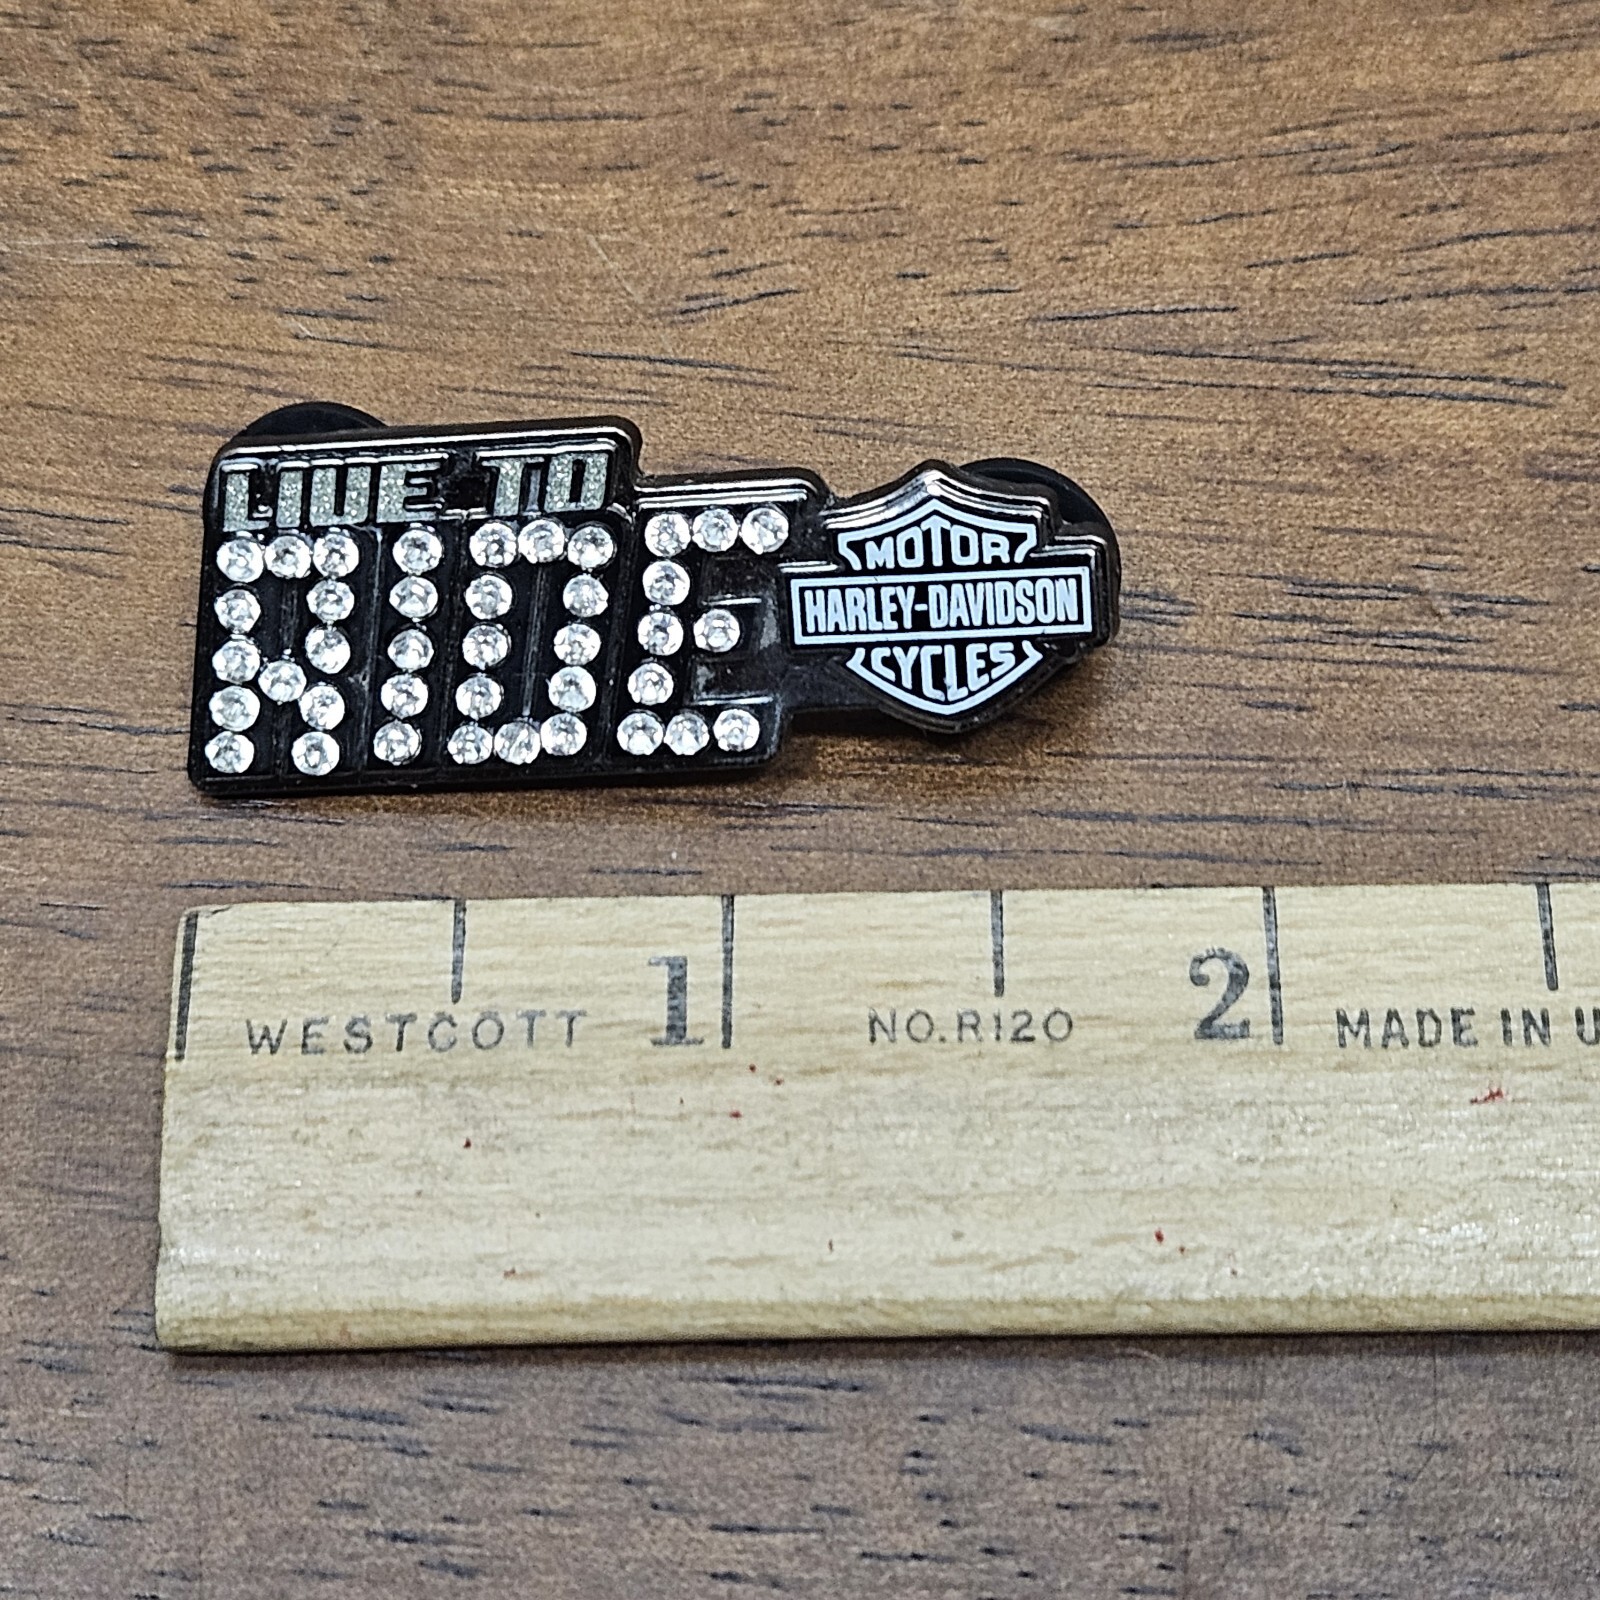 LIVE TO
RIDE
MOTOR
HARLEY-DAVIDSON
CYCLES
1
2
WESTCOTT
NO.R120
MADE IN U